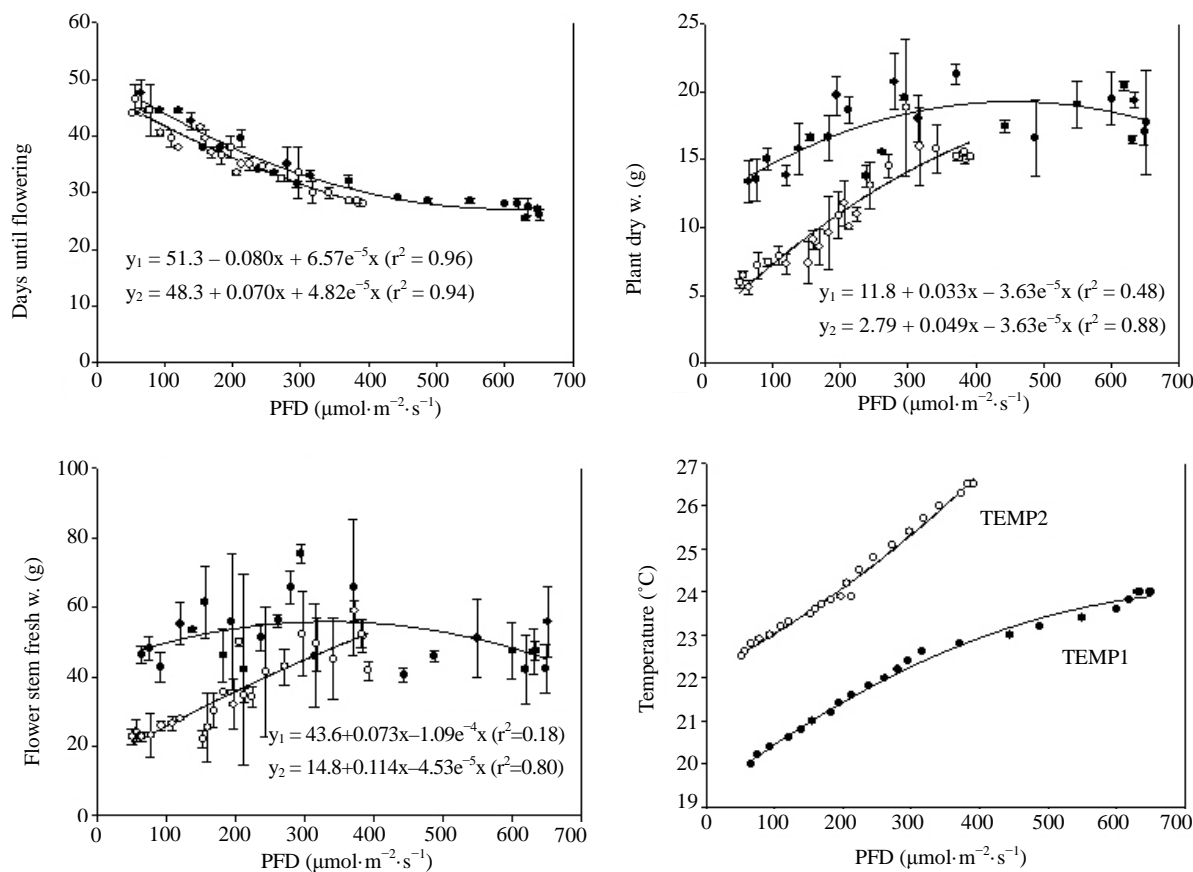 60
50
40
30
20
10
0
Days until flowering
y₁ = 51.3 – 0.080x + 6.57e⁻⁵x (r² = 0.96)
y₂ = 48.3 + 0.070x + 4.82e⁻⁵x (r² = 0.94)
0 100 200 300 400 500 600 700
PFD (μmol·m⁻²·s⁻¹)
25
20
15
10
5
0
Plant dry w. (g)
y₁ = 11.8 + 0.033x – 3.63e⁻⁵x (r² = 0.48)
y₂ = 2.79 + 0.049x – 3.63e⁻⁵x (r² = 0.88)
0 100 200 300 400 500 600 700
PFD (μmol·m⁻²·s⁻¹)
100
80
60
40
20
0
Flower stem fresh w. (g)
y₁ = 43.6+0.073x–1.09e⁻⁴x (r²=0.18)
y₂ = 14.8+0.114x–4.53e⁻⁵x (r²=0.80)
0 100 200 300 400 500 600 700
PFD (μmol·m⁻²·s⁻¹)
27
26
25
24
23
22
21
20
19
Temperature (˚C)
TEMP2
TEMP1
0 100 200 300 400 500 600 700
PFD (μmol·m⁻²·s⁻¹)